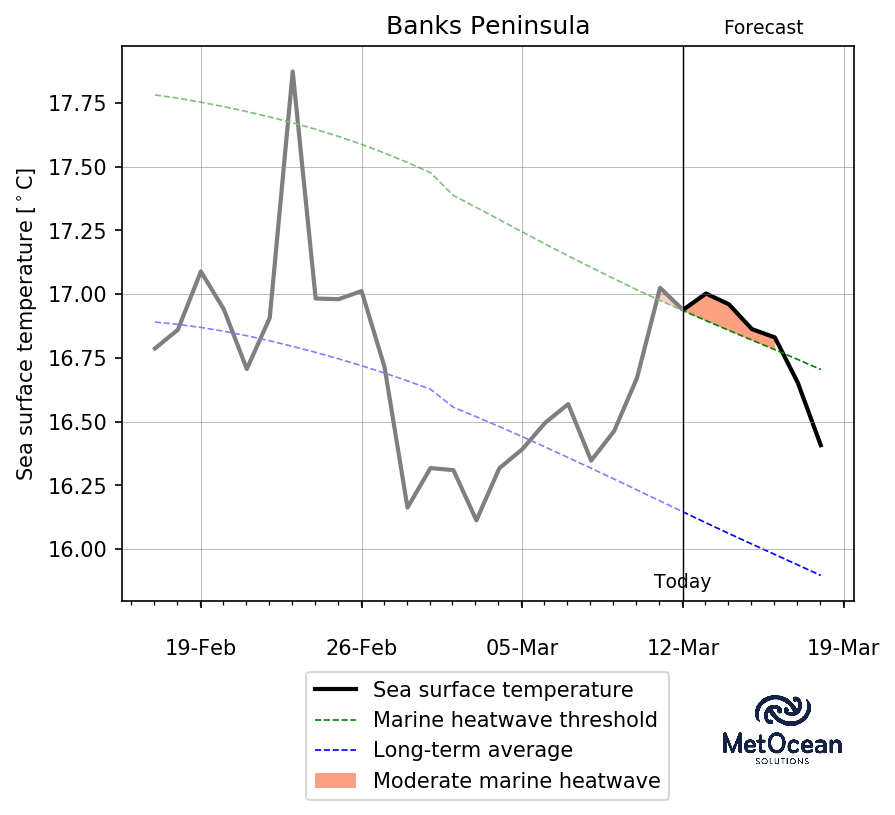 Banks Peninsula
Forecast
Sea surface temperature [°C]
17.75
17.50
17.25
17.00
16.75
16.50
16.25
16.00
Today
19-Feb
26-Feb
05-Mar
12-Mar
19-Mar
Sea surface temperature
Marine heatwave threshold
Long-term average
Moderate marine heatwave
MetOcean
SOLUTIONS